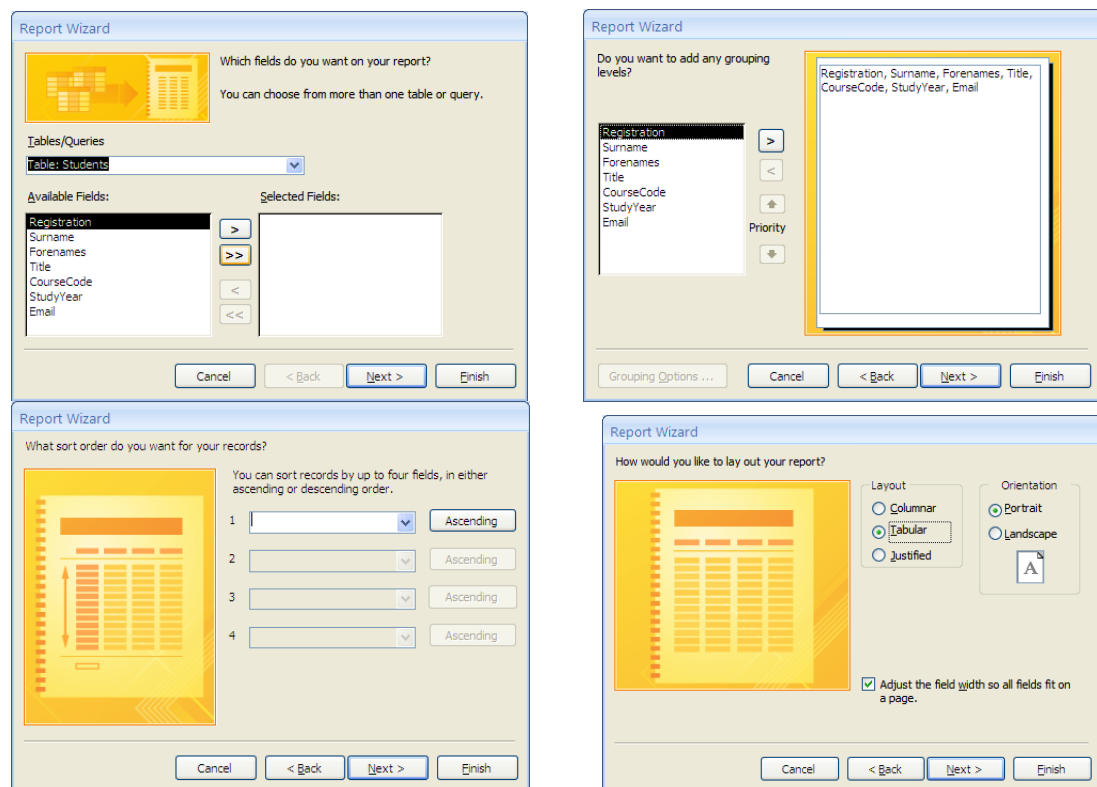 Report Wizard
Which fields do you want on your report?
You can choose from more than one table or query.
Tables/Queries
Table: Students
Available Fields:
Selected Fields:
Registration
Surname
Forenames
Title
CourseCode
StudyYear
Email
>
>>
<
<<
Cancel
< Back
Next >
Finish
Report Wizard
Do you want to add any grouping
levels?
Registration
Surname
Forenames
Title
CourseCode
StudyYear
Email
>
<
Priority
Registration, Surname, Forenames, Title,
CourseCode, StudyYear, Email
Grouping Options ...
Cancel
< Back
Next >
Finish
Report Wizard
What sort order do you want for your records?
You can sort records by up to four fields, in either
ascending or descending order.
1
Ascending
2
Ascending
3
Ascending
4
Ascending
Cancel
< Back
Next >
Finish
Report Wizard
How would you like to lay out your report?
Layout
Columnar
Tabular
Justified
Orientation
Portrait
Landscape
A
Adjust the field width so all fields fit on
a page.
Cancel
< Back
Next >
Finish